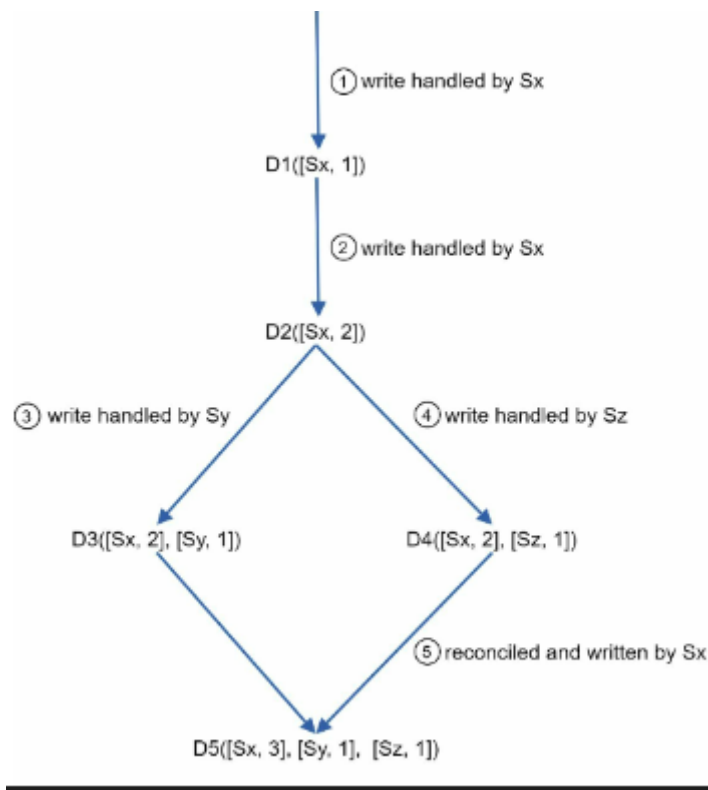 ① write handled by Sx
D1([Sx, 1])
② write handled by Sx
D2([Sx, 2])
③ write handled by Sy
④ write handled by Sz
D3([Sx, 2], [Sy, 1])
D4([Sx, 2], [Sz, 1])
⑤ reconciled and written by Sx
D5([Sx, 3], [Sy, 1], [Sz, 1])